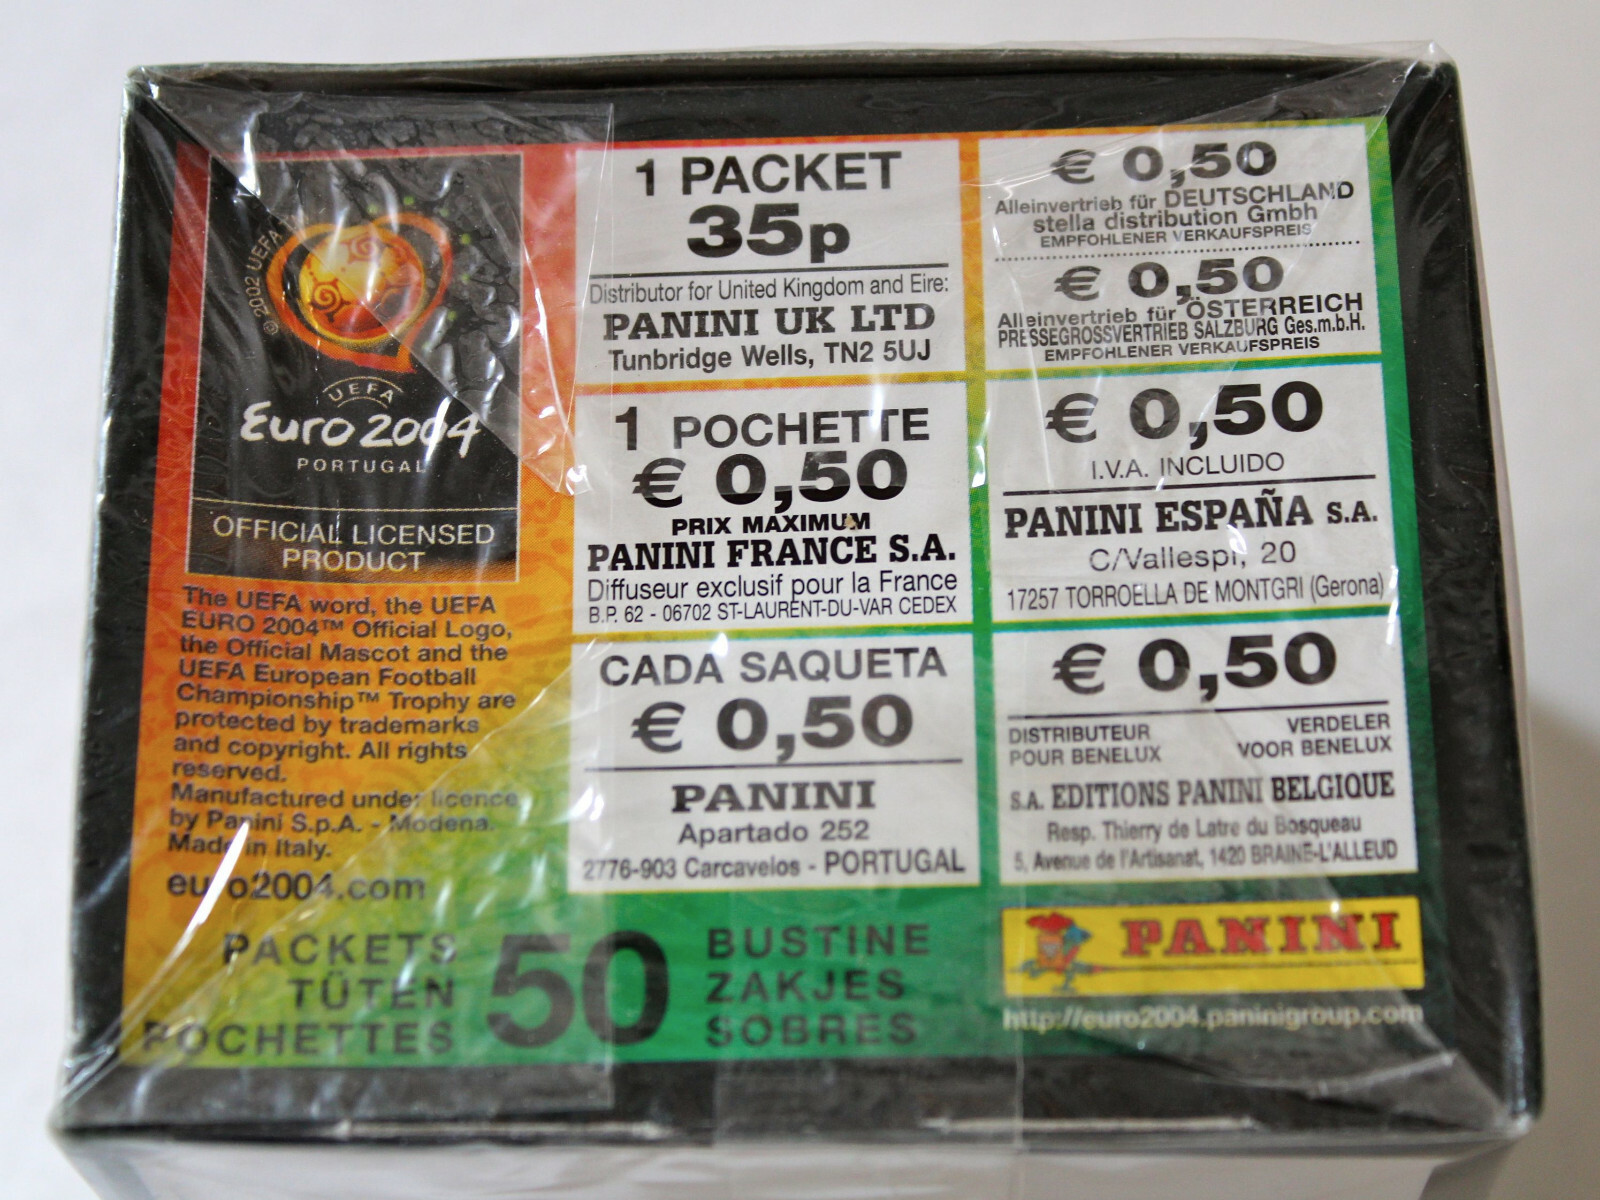 © 2002 UEFA
UEFA
Euro 2004
PORTUGAL
OFFICIAL LICENSED
PRODUCT
The UEFA word, the UEFA
EURO 2004™ Official Logo,
the Official Mascot and the
UEFA European Football
Championship™ Trophy are
protected by trademarks
and copyright. All rights
reserved.
Manufactured under licence
by Panini S.p.A. - Modena.
Made in Italy.
euro2004.com
1 PACKET
35p
Distributor for United Kingdom and Eire:
PANINI UK LTD
Tunbridge Wells, TN2 5UJ
1 POCHETTE
€ 0,50
PRIX MAXIMUM
PANINI FRANCE S.A.
Diffuseur exclusif pour la France
B.P. 62 - 06702 ST-LAURENT-DU-VAR CEDEX
CADA SAQUETA
€ 0,50
PANINI
Apartado 252
2776-903 Carcavelos - PORTUGAL
€ 0,50
Alleinvertrieb für DEUTSCHLAND
stella distribution Gmbh
EMPFOHLENER VERKAUFSPREIS
€ 0,50
Alleinvertrieb für ÖSTERREICH
PRESSEGROSSVERTRIEB SALZBURG Ges.m.b.H.
EMPFOHLENER VERKAUFSPREIS
€ 0,50
I.V.A. INCLUIDO
PANINI ESPAÑA S.A.
C/Vallespi, 20
17257 TORROELLA DE MONTGRI (Gerona)
€ 0,50
DISTRIBUTEUR
POUR BENELUX
VERDELER
VOOR BENELUX
S.A. EDITIONS PANINI BELGIQUE
Resp. Thierry de Latre du Bosqueau
5, Avenue de l'Artisanat, 1420 BRAINE-L'ALLEUD
PACKETS
TÜTEN
POCHETTES
50
BUSTINE
ZAKJES
SOBRES
PANINI
http://euro2004.paninigroup.com